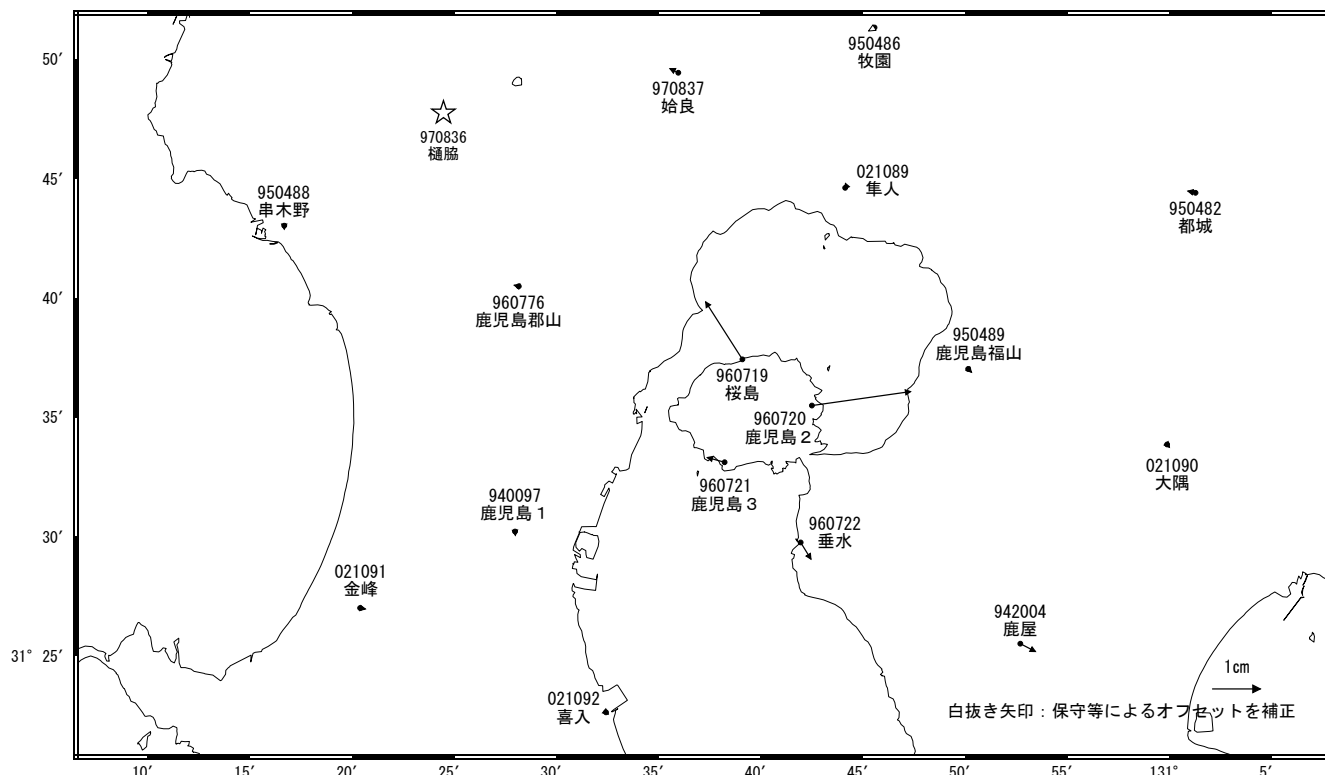 50′
45′
40′
35′
30′
31° 25′
950486
牧園
970837
姶良
970836
樋脇
021089
隼人
950488
串木野
950482
都城
960776
鹿児島郡山
950489
鹿児島福山
960719
桜島
960720
鹿児島２
021090
大隅
960721
鹿児島３
940097
鹿児島１
960722
垂水
021091
金峰
942004
鹿屋
1cm
021092
喜入
白抜き矢印：保守等によるオフセットを補正
10′ 15′ 20′ 25′ 30′ 35′ 40′ 45′ 50′ 55′ 131° 5′